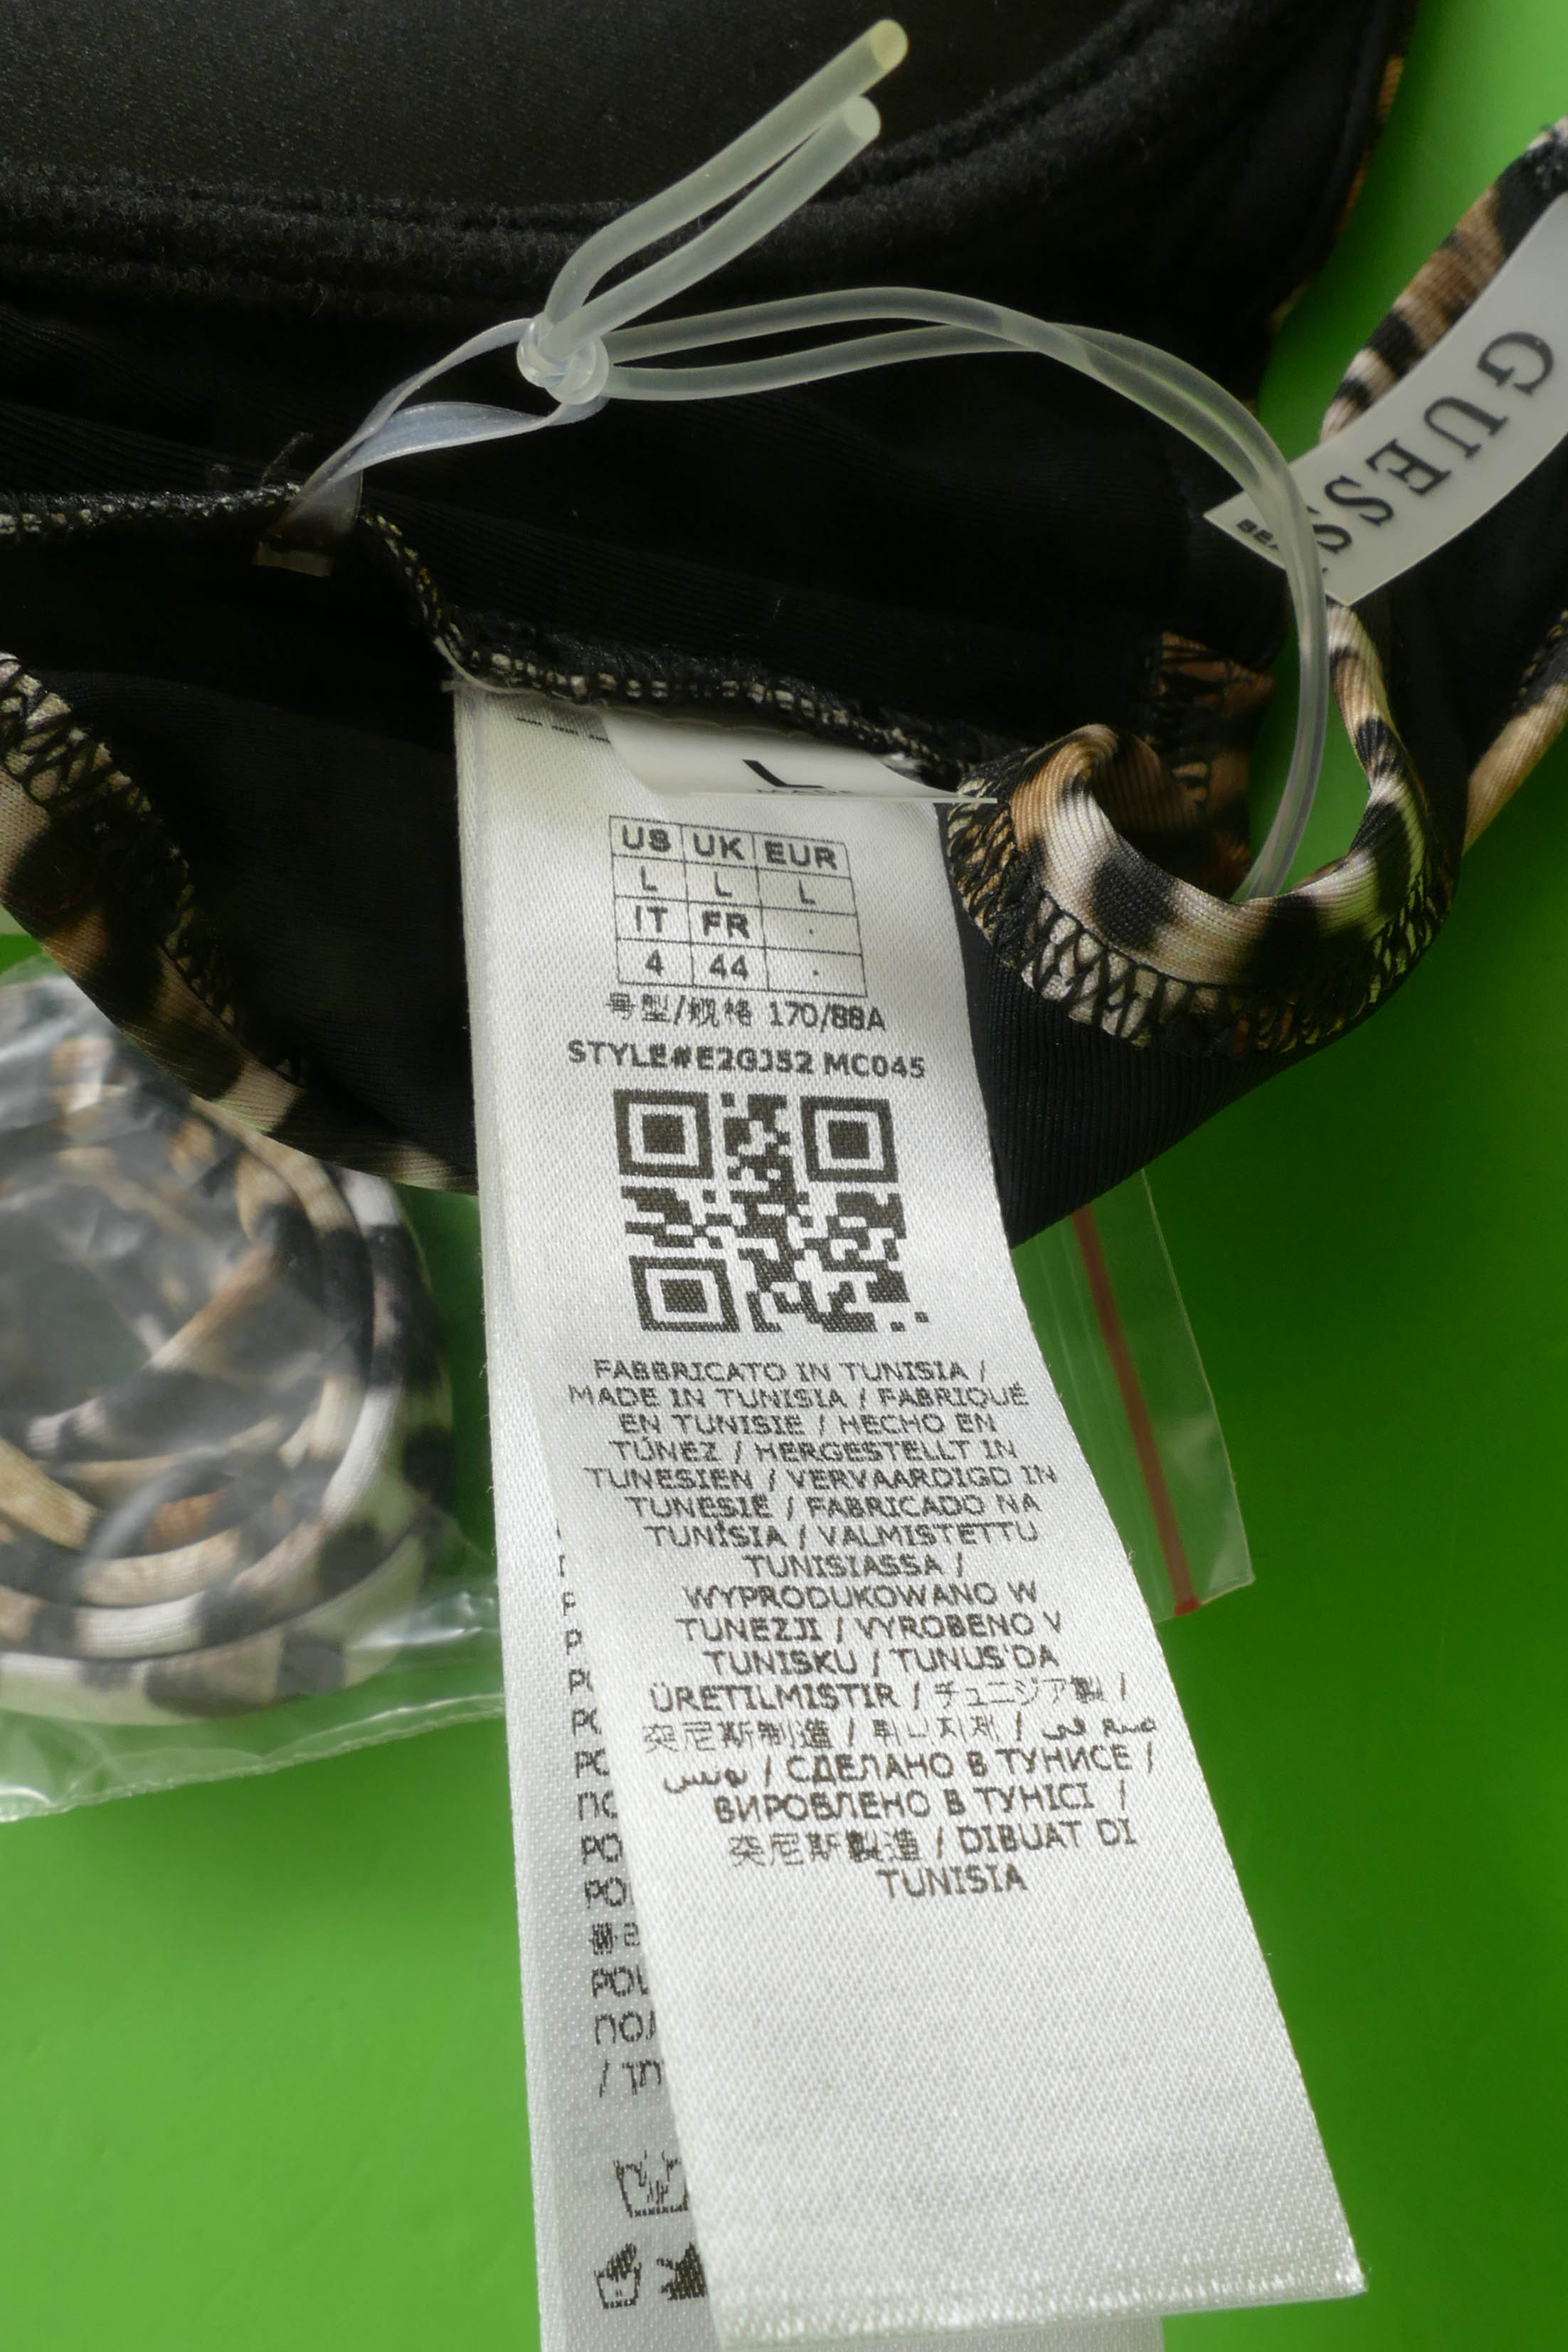 GUESS
L
US UK EUR
L L L
IT FR .
4 44 .
号型/规格 170/88A
STYLE#E2GJ52 MC045
FABBRICATO IN TUNISIA /
MADE IN TUNISIA / FABRIQUÉ
EN TUNISIE / HECHO EN
TÚNEZ / HERGESTELLT IN
TUNESIEN / VERVAARDIGD IN
TUNESIË / FABRICADO NA
TUNÍSIA / VALMISTETTU
TUNISIASSA /
WYPRODUKOWANO W
TUNEZJI / VYROBENO V
TUNISKU / TUNUS'DA
ÜRETILMISTIR / チュニジア製 /
突尼斯制造 / 튀니지제 / صنع في
تونس / СДЕЛАНО В ТУНИСЕ /
ВИРОБЛЕНО В ТУНІСІ /
突尼斯製造 / DIBUAT DI
TUNISIA